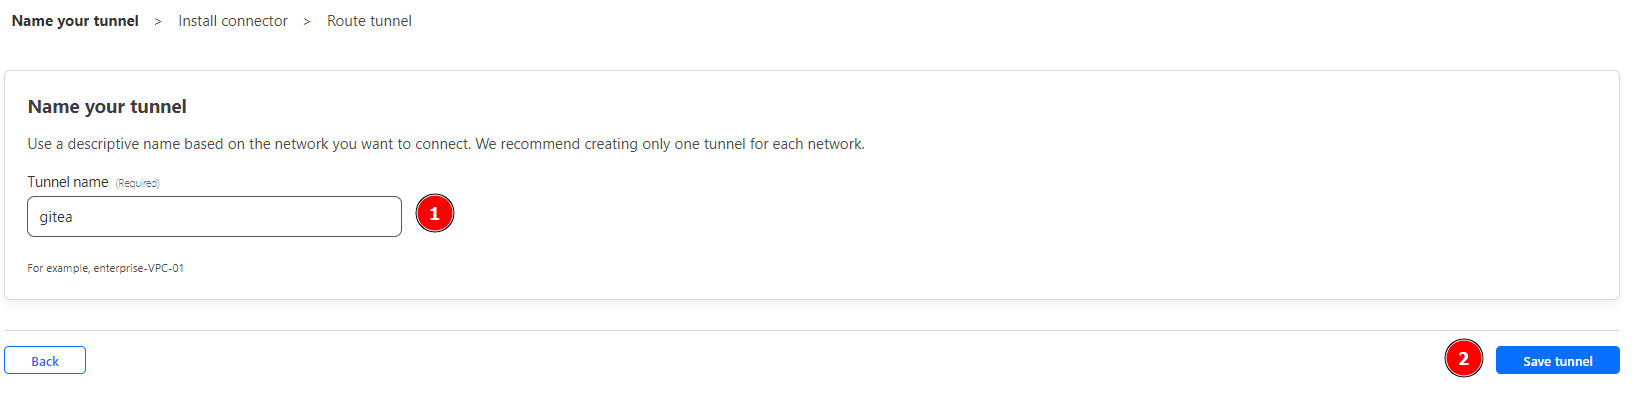 Name your tunnel > Install connector > Route tunnel
Name your tunnel
Use a descriptive name based on the network you want to connect. We recommend creating only one tunnel for each network.
Tunnel name (Required)
gitea
1
For example, enterprise-VPC-01
Back
2
Save tunnel